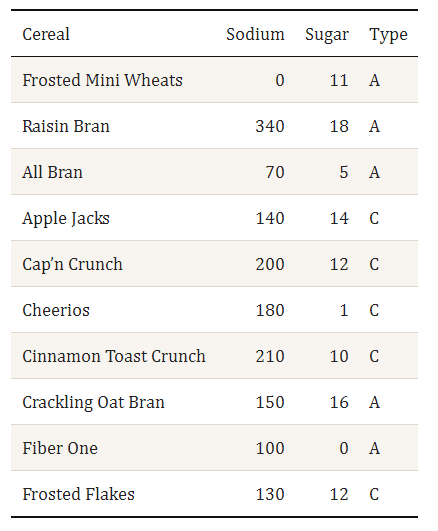 Cereal Sodium Sugar Type
Frosted Mini Wheats 0 11 A
Raisin Bran 340 18 A
All Bran 70 5 A
Apple Jacks 140 14 C
Cap’n Crunch 200 12 C
Cheerios 180 1 C
Cinnamon Toast Crunch 210 10 C
Crackling Oat Bran 150 16 A
Fiber One 100 0 A
Frosted Flakes 130 12 C